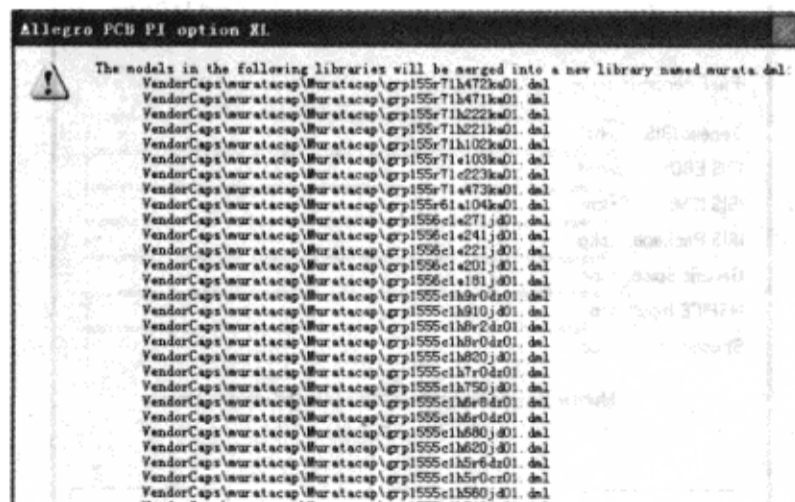 Allegro PCB PI option XL
The models in the following libraries will be merged into a new library named murata.dml:
VendorCaps\muratacap\Muratacap\grp155r71h472ka01.dml
VendorCaps\muratacap\Muratacap\grp155r71h471ka01.dml
VendorCaps\muratacap\Muratacap\grp155r71h222ka01.dml
VendorCaps\muratacap\Muratacap\grp155r71h221ka01.dml
VendorCaps\muratacap\Muratacap\grp155r71h102ka01.dml
VendorCaps\muratacap\Muratacap\grp155r71e103ka01.dml
VendorCaps\muratacap\Muratacap\grp155r71c223ka01.dml
VendorCaps\muratacap\Muratacap\grp155r71a473ka01.dml
VendorCaps\muratacap\Muratacap\grp155r61a104ka01.dml
VendorCaps\muratacap\Muratacap\grp1556c1e271jd01.dml
VendorCaps\muratacap\Muratacap\grp1556c1e241jd01.dml
VendorCaps\muratacap\Muratacap\grp1556c1e221jd01.dml
VendorCaps\muratacap\Muratacap\grp1556c1e201jd01.dml
VendorCaps\muratacap\Muratacap\grp1556c1e181jd01.dml
VendorCaps\muratacap\Muratacap\grp1555c1h9r0dz01.dml
VendorCaps\muratacap\Muratacap\grp1555c1h910jd01.dml
VendorCaps\muratacap\Muratacap\grp1555c1h8r2dz01.dml
VendorCaps\muratacap\Muratacap\grp1555c1h8r0dz01.dml
VendorCaps\muratacap\Muratacap\grp1555c1h820jd01.dml
VendorCaps\muratacap\Muratacap\grp1555c1h7r0dz01.dml
VendorCaps\muratacap\Muratacap\grp1555c1h750jd01.dml
VendorCaps\muratacap\Muratacap\grp1555c1h6r8dz01.dml
VendorCaps\muratacap\Muratacap\grp1555c1h6r0dz01.dml
VendorCaps\muratacap\Muratacap\grp1555c1h680jd01.dml
VendorCaps\muratacap\Muratacap\grp1555c1h620jd01.dml
VendorCaps\muratacap\Muratacap\grp1555c1h5r6dz01.dml
VendorCaps\muratacap\Muratacap\grp1555c1h5r0cz01.dml
VendorCaps\muratacap\Muratacap\grp1555c1h560jd01.dml